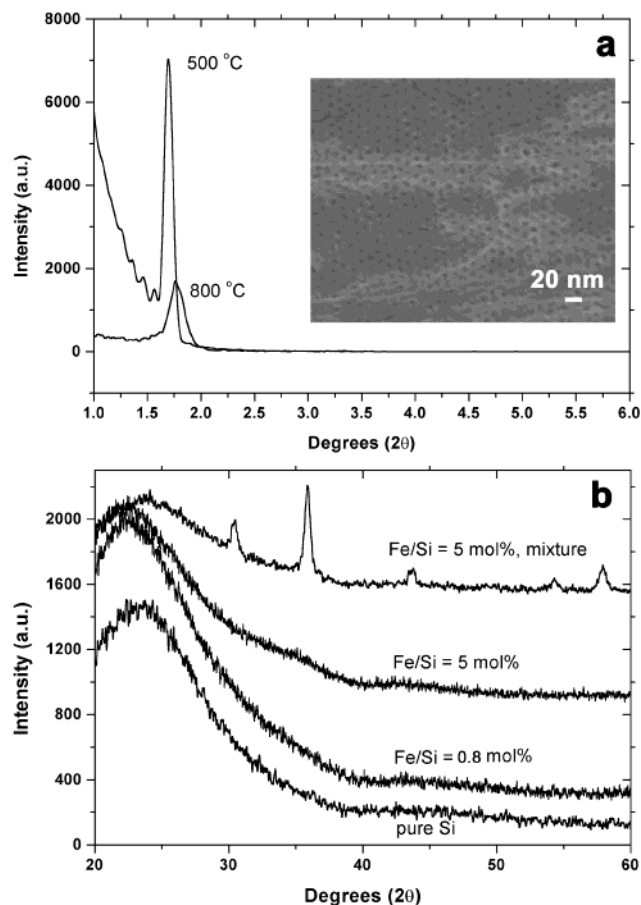 a
8000
6000
4000
2000
0
Intensity (a.u.)
500 °C
800 °C
20 nm
1.0 1.5 2.0 2.5 3.0 3.5 4.0 4.5 5.0 5.5 6.0
Degrees (2θ)
b
2000
1600
1200
800
400
0
Intensity (a.u.)
Fe/Si = 5 mol%, mixture
Fe/Si = 5 mol%
Fe/Si = 0.8 mol%
pure Si
20 30 40 50 60
Degrees (2θ)